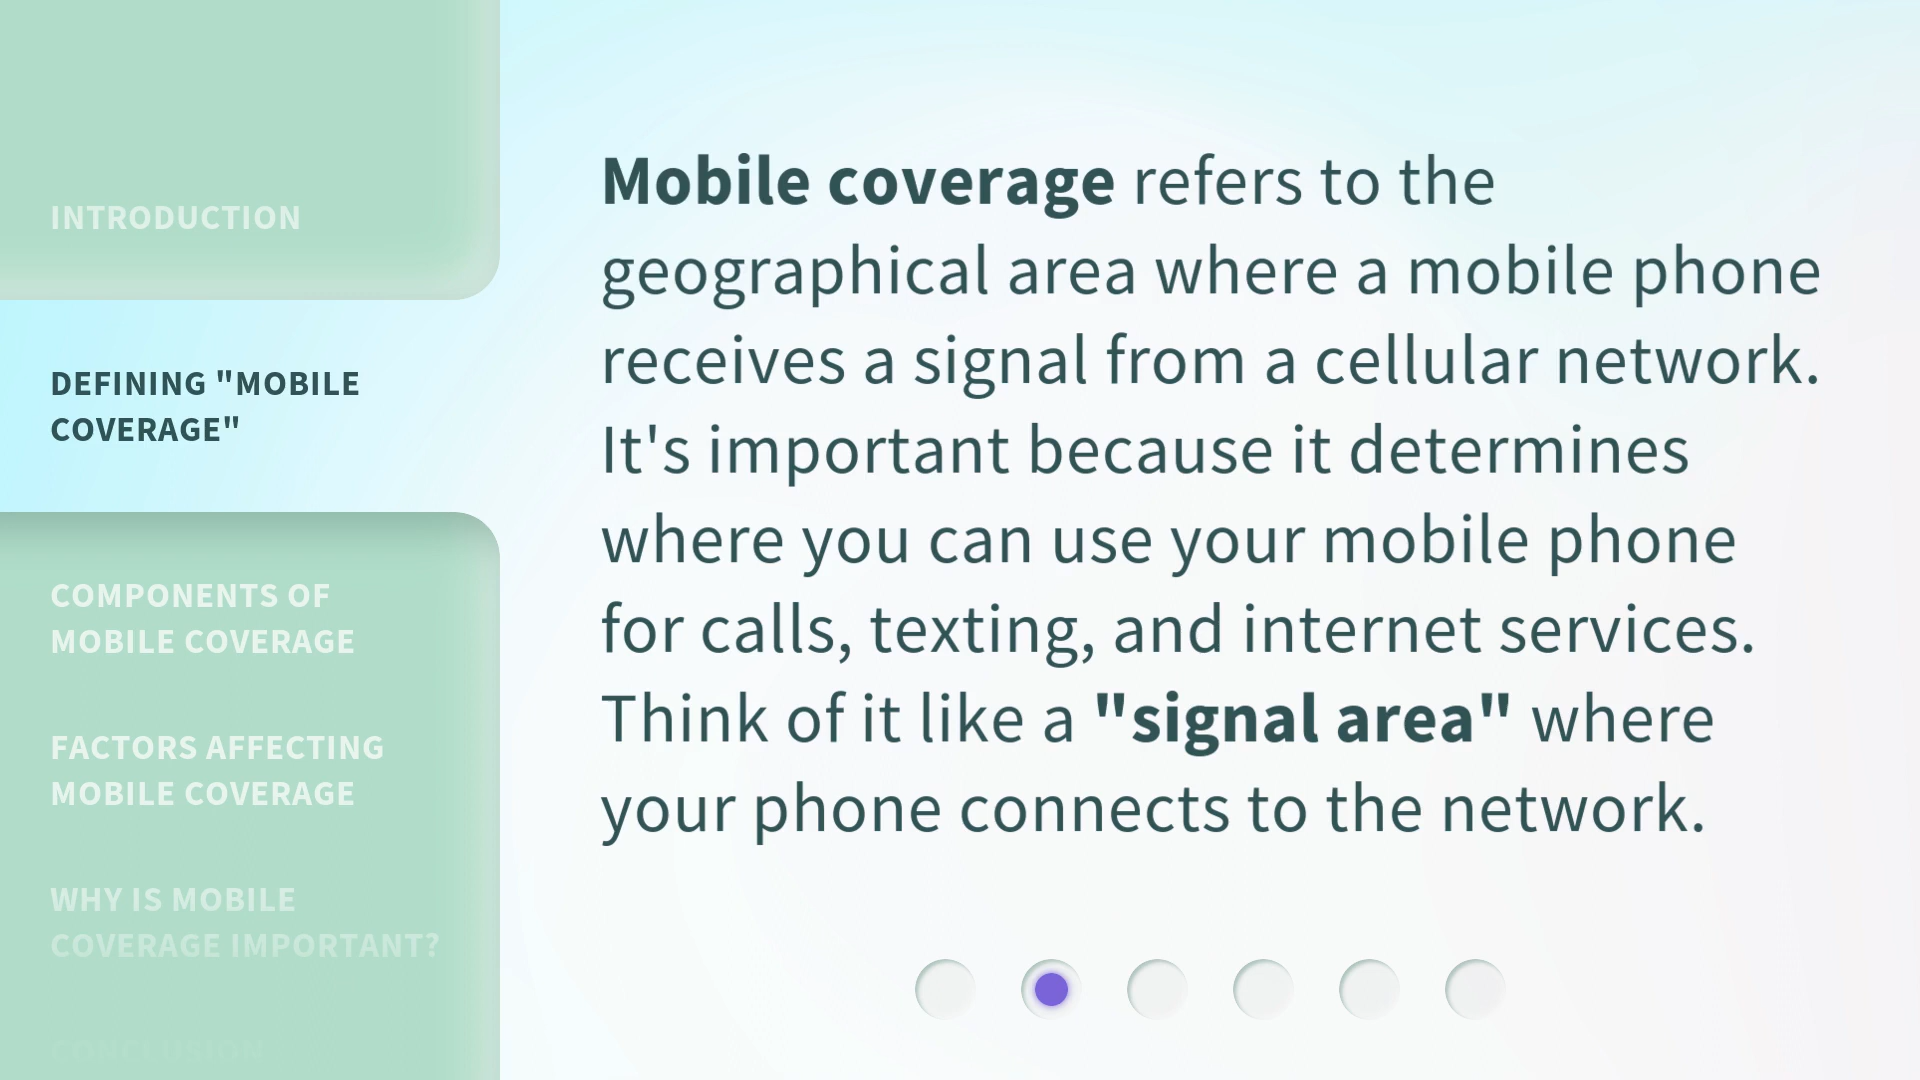 INTRODUCTION
DEFINING "MOBILE
COVERAGE"
COMPONENTS OF
MOBILE COVERAGE
FACTORS AFFECTING
MOBILE COVERAGE
WHY IS MOBILE
COVERAGE IMPORTANT?
CONCLUSION
Mobile coverage refers to the
geographical area where a mobile phone
receives a signal from a cellular network.
It's important because it determines
where you can use your mobile phone
for calls, texting, and internet services.
Think of it like a "signal area" where
your phone connects to the network.